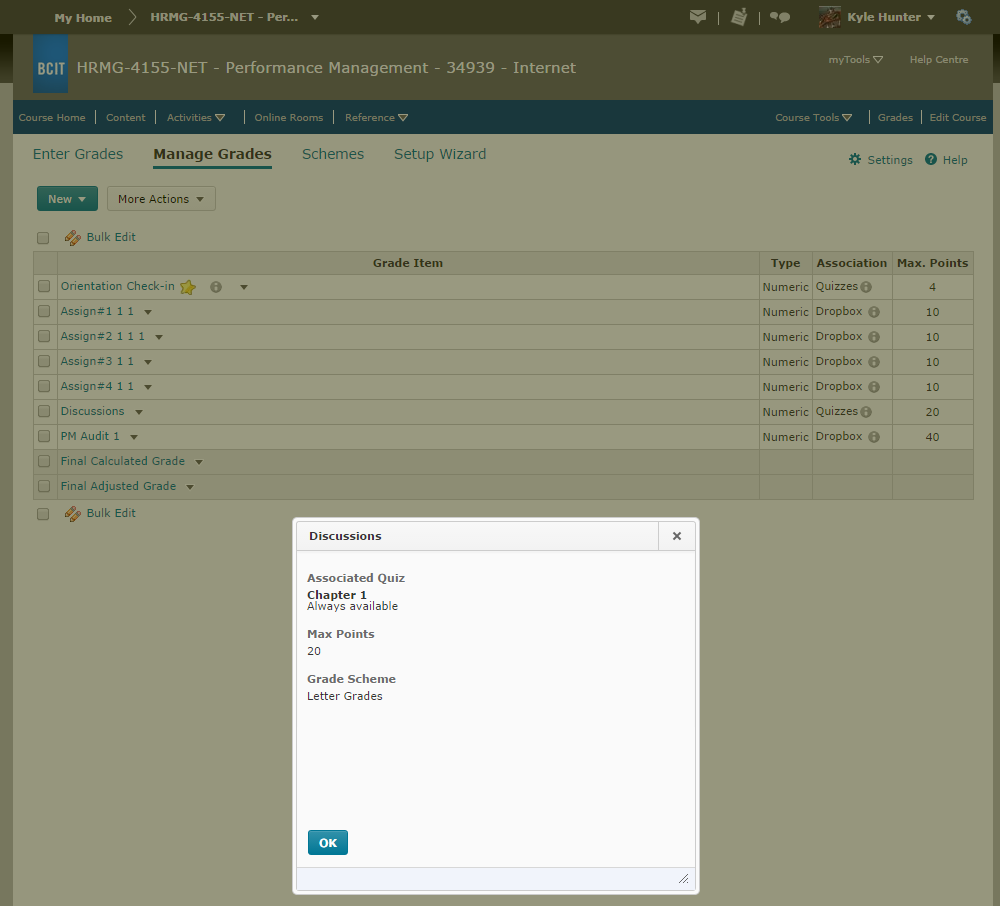 My Home HRMG-4155-NET - Per... Kyle Hunter
BCIT HRMG-4155-NET - Performance Management - 34939 - Internet myTools Help Centre
Course Home Content Activities Online Rooms Reference Course Tools Grades Edit Course
Enter Grades Manage Grades Schemes Setup Wizard Settings Help
New More Actions
Bulk Edit
Grade Item Type Association Max. Points
Orientation Check-in Numeric Quizzes 4
Assign#1 1 1 Numeric Dropbox 10
Assign#2 1 1 1 Numeric Dropbox 10
Assign#3 1 1 Numeric Dropbox 10
Assign#4 1 1 Numeric Dropbox 10
Discussions Numeric Quizzes 20
PM Audit 1 Numeric Dropbox 40
Final Calculated Grade
Final Adjusted Grade
Bulk Edit
Discussions
Associated Quiz
Chapter 1
Always available
Max Points
20
Grade Scheme
Letter Grades
OK